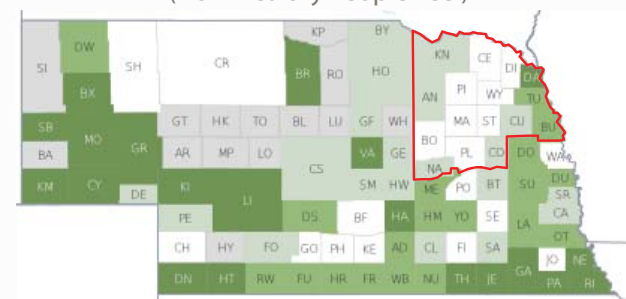 KP BY
SI DW SH CR BR RO HO KN CE DI DA
BX AN PI WY TU
SB MO GR GT HK TO BL LU GF WH MA ST CU BU
BA AR MP LO VA GE BO PL CD DO WA
KM CY DE KI LI CS SM HW NA ME PO BT SU DU
SR
PE DS BF HA HM YO SE LA CA
CH HY FO GO PH KE AD CL FI SA OT
DN HT RW FU HR FR WB NU TH JE GA JO NE
PA RI